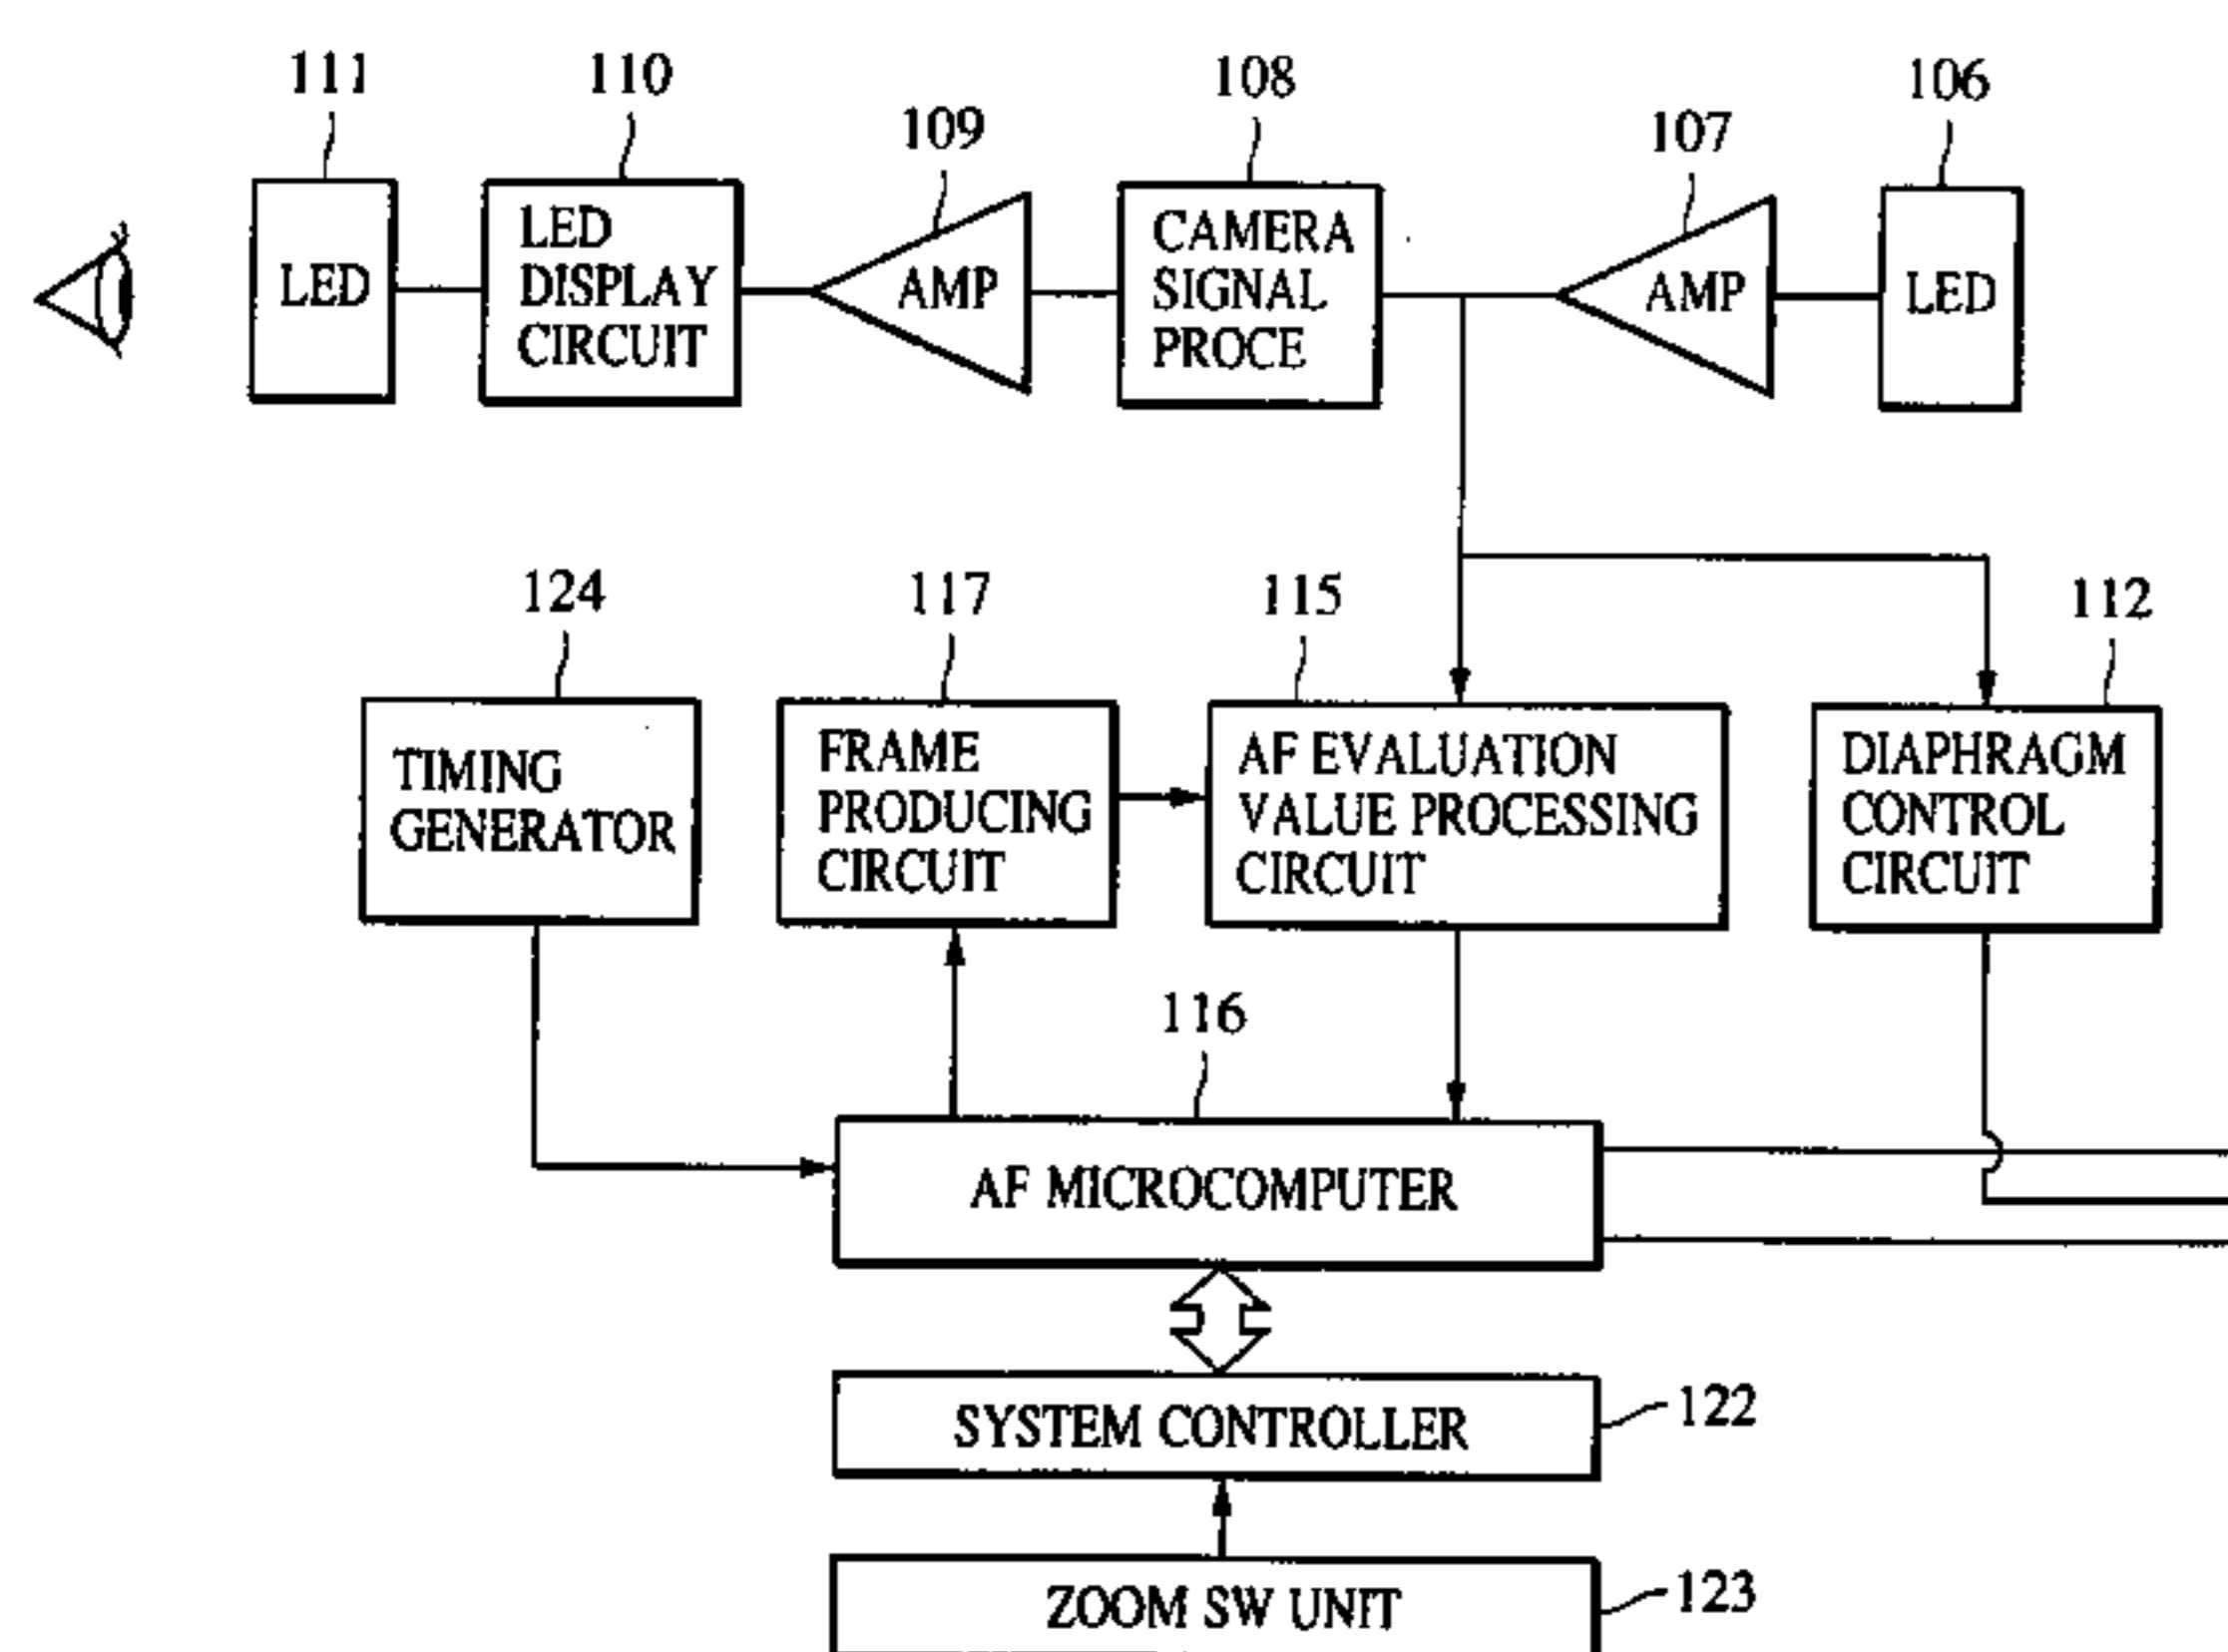 111
110
109
108
107
106
LED
LED
DISPLAY
CIRCUIT
AMP
CAMERA
SIGNAL
PROCE
AMP
LED
124
117
115
112
TIMING
GENERATOR
FRAME
PRODUCING
CIRCUIT
AF EVALUATION
VALUE PROCESSING
CIRCUIT
DIAPHRAGM
CONTROL
CIRCUIT
116
AF MICROCOMPUTER
SYSTEM CONTROLLER
122
ZOOM SW UNIT
123